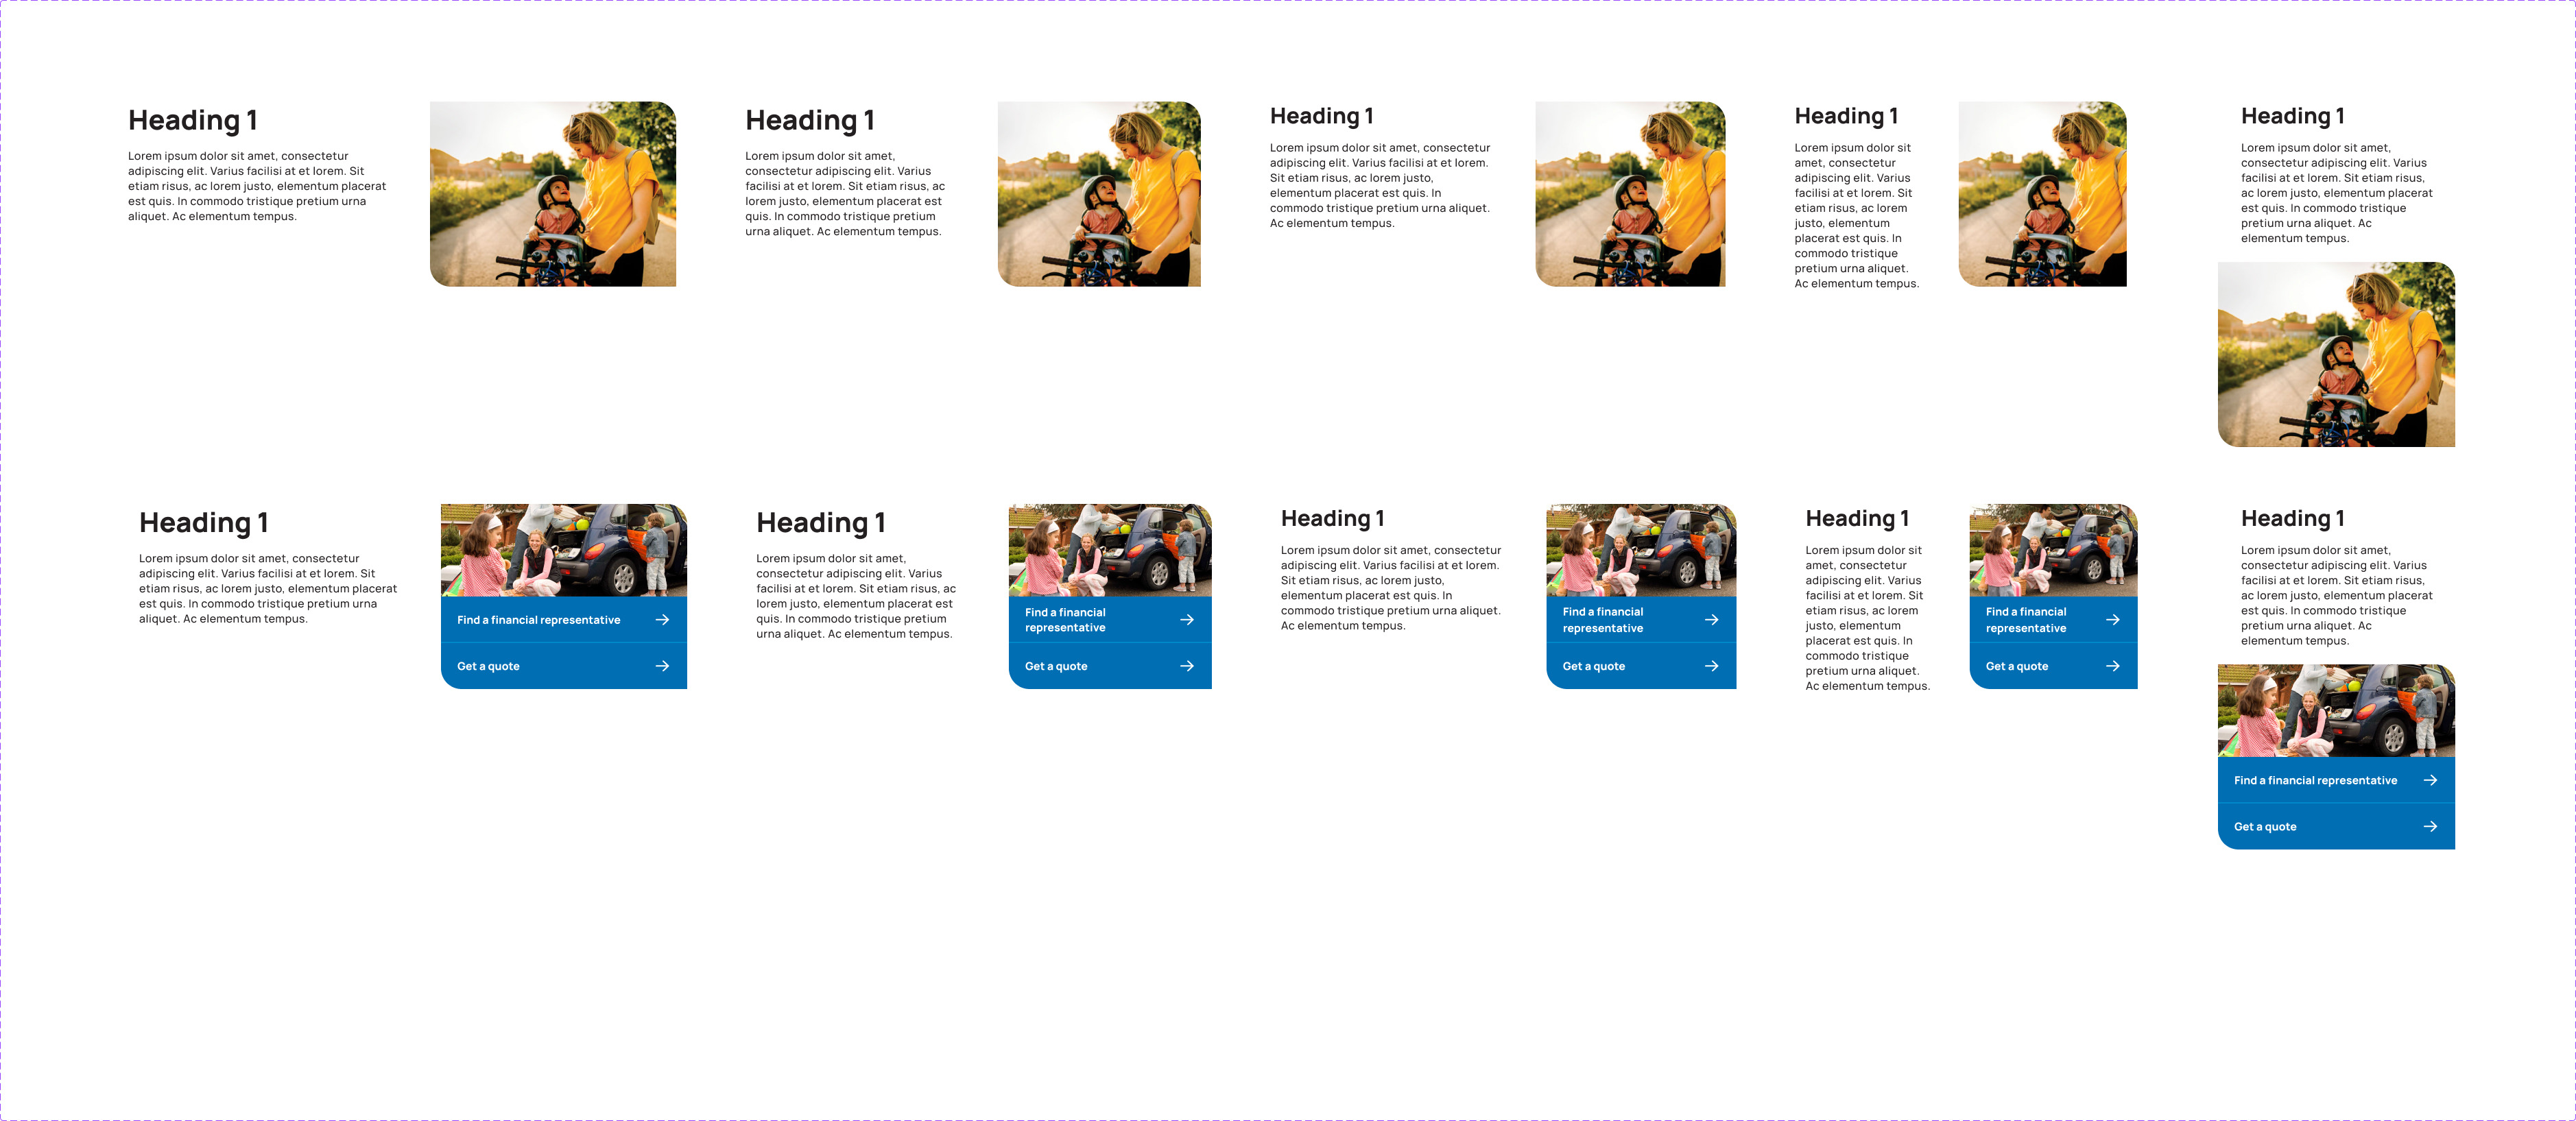 Heading 1
Lorem ipsum dolor sit amet, consectetur
adipiscing elit. Varius facilisi at et lorem. Sit
etiam risus, ac lorem justo, elementum placerat
est quis. In commodo tristique pretium urna
aliquet. Ac elementum tempus.
Heading 1
Lorem ipsum dolor sit amet,
consectetur adipiscing elit. Varius
facilisi at et lorem. Sit etiam risus, ac
lorem justo, elementum placerat est
quis. In commodo tristique pretium
urna aliquet. Ac elementum tempus.
Heading 1
Lorem ipsum dolor sit amet, consectetur
adipiscing elit. Varius facilisi at et lorem.
Sit etiam risus, ac lorem justo,
elementum placerat est quis. In
commodo tristique pretium urna aliquet.
Ac elementum tempus.
Heading 1
Lorem ipsum dolor sit
amet, consectetur
adipiscing elit. Varius
facilisi at et lorem. Sit
etiam risus, ac lorem
justo, elementum
placerat est quis. In
commodo tristique
pretium urna aliquet.
Ac elementum tempus.
Heading 1
Lorem ipsum dolor sit amet,
consectetur adipiscing elit. Varius
facilisi at et lorem. Sit etiam risus,
ac lorem justo, elementum placerat
est quis. In commodo tristique
pretium urna aliquet. Ac
elementum tempus.
Heading 1
Lorem ipsum dolor sit amet, consectetur
adipiscing elit. Varius facilisi at et lorem. Sit
etiam risus, ac lorem justo, elementum placerat
est quis. In commodo tristique pretium urna
aliquet. Ac elementum tempus.
Find a financial representative
Get a quote
Heading 1
Lorem ipsum dolor sit amet,
consectetur adipiscing elit. Varius
facilisi at et lorem. Sit etiam risus, ac
lorem justo, elementum placerat est
quis. In commodo tristique pretium
urna aliquet. Ac elementum tempus.
Find a financial
representative
Get a quote
Heading 1
Lorem ipsum dolor sit amet, consectetur
adipiscing elit. Varius facilisi at et lorem.
Sit etiam risus, ac lorem justo,
elementum placerat est quis. In
commodo tristique pretium urna aliquet.
Ac elementum tempus.
Find a financial
representative
Get a quote
Heading 1
Lorem ipsum dolor sit
amet, consectetur
adipiscing elit. Varius
facilisi at et lorem. Sit
etiam risus, ac lorem
justo, elementum
placerat est quis. In
commodo tristique
pretium urna aliquet.
Ac elementum tempus.
Find a financial
representative
Get a quote
Heading 1
Lorem ipsum dolor sit amet,
consectetur adipiscing elit. Varius
facilisi at et lorem. Sit etiam risus,
ac lorem justo, elementum placerat
est quis. In commodo tristique
pretium urna aliquet. Ac
elementum tempus.
Find a financial representative
Get a quote